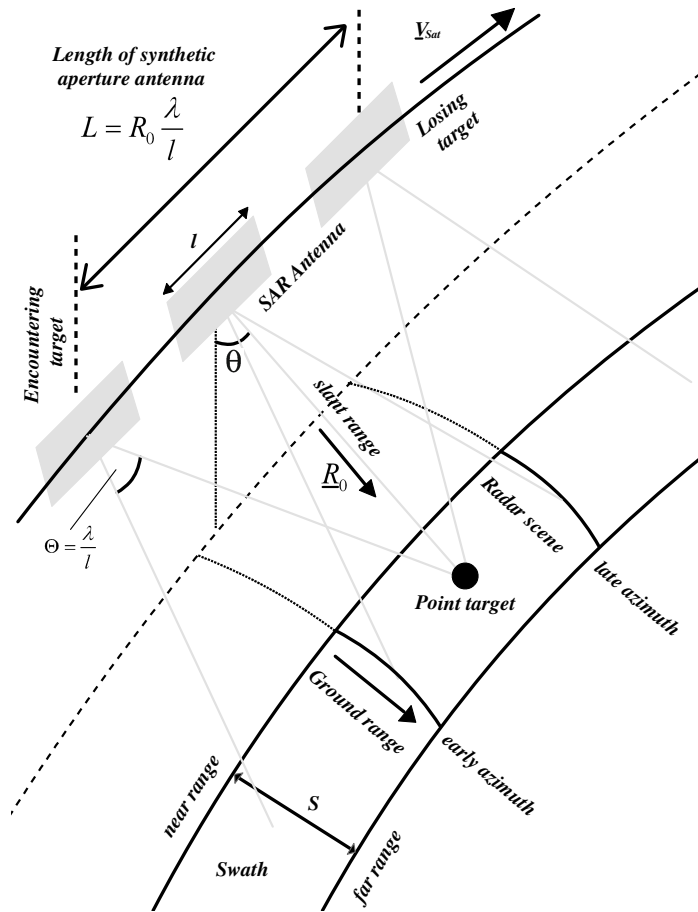 V_Sat
Length of synthetic
aperture antenna
L = R₀ λ/l
Losing
target
l
SAR Antenna
Encountering
target
θ
slant range
R₀
Θ = λ/l
Radar scene
Point target
late azimuth
Ground range
early azimuth
near range
S
far range
Swath